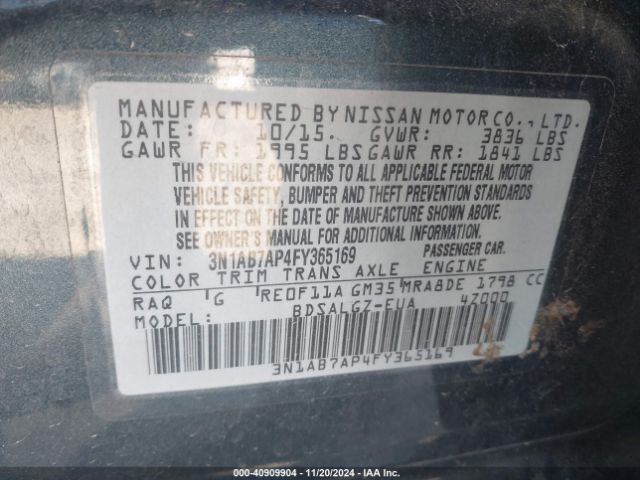 MANUFACTURED BY NISSAN MOTOR CO., LTD.
DATE: 10/15. GVWR: 3836 LBS
GAWR FR: 1995 LBS GAWR RR: 1841 LBS
THIS VEHICLE CONFORMS TO ALL APPLICABLE FEDERAL MOTOR
VEHICLE SAFETY, BUMPER AND THEFT PREVENTION STANDARDS
IN EFFECT ON THE DATE OF MANUFACTURE SHOWN ABOVE.
SEE OWNER'S MANUAL FOR ADDITIONAL INFORMATION.
VIN: 3N1AB7AP4FY365169 PASSENGER CAR.
COLOR TRIM TRANS AXLE ENGINE
RAQ G RE0F11A GM35 MRA8DE 1798 CC
MODEL: BDSALGZ-EUA 4Z000
3N1AB7AP4FY365169
000-40909904 - 11/20/2024 - IAA Inc.